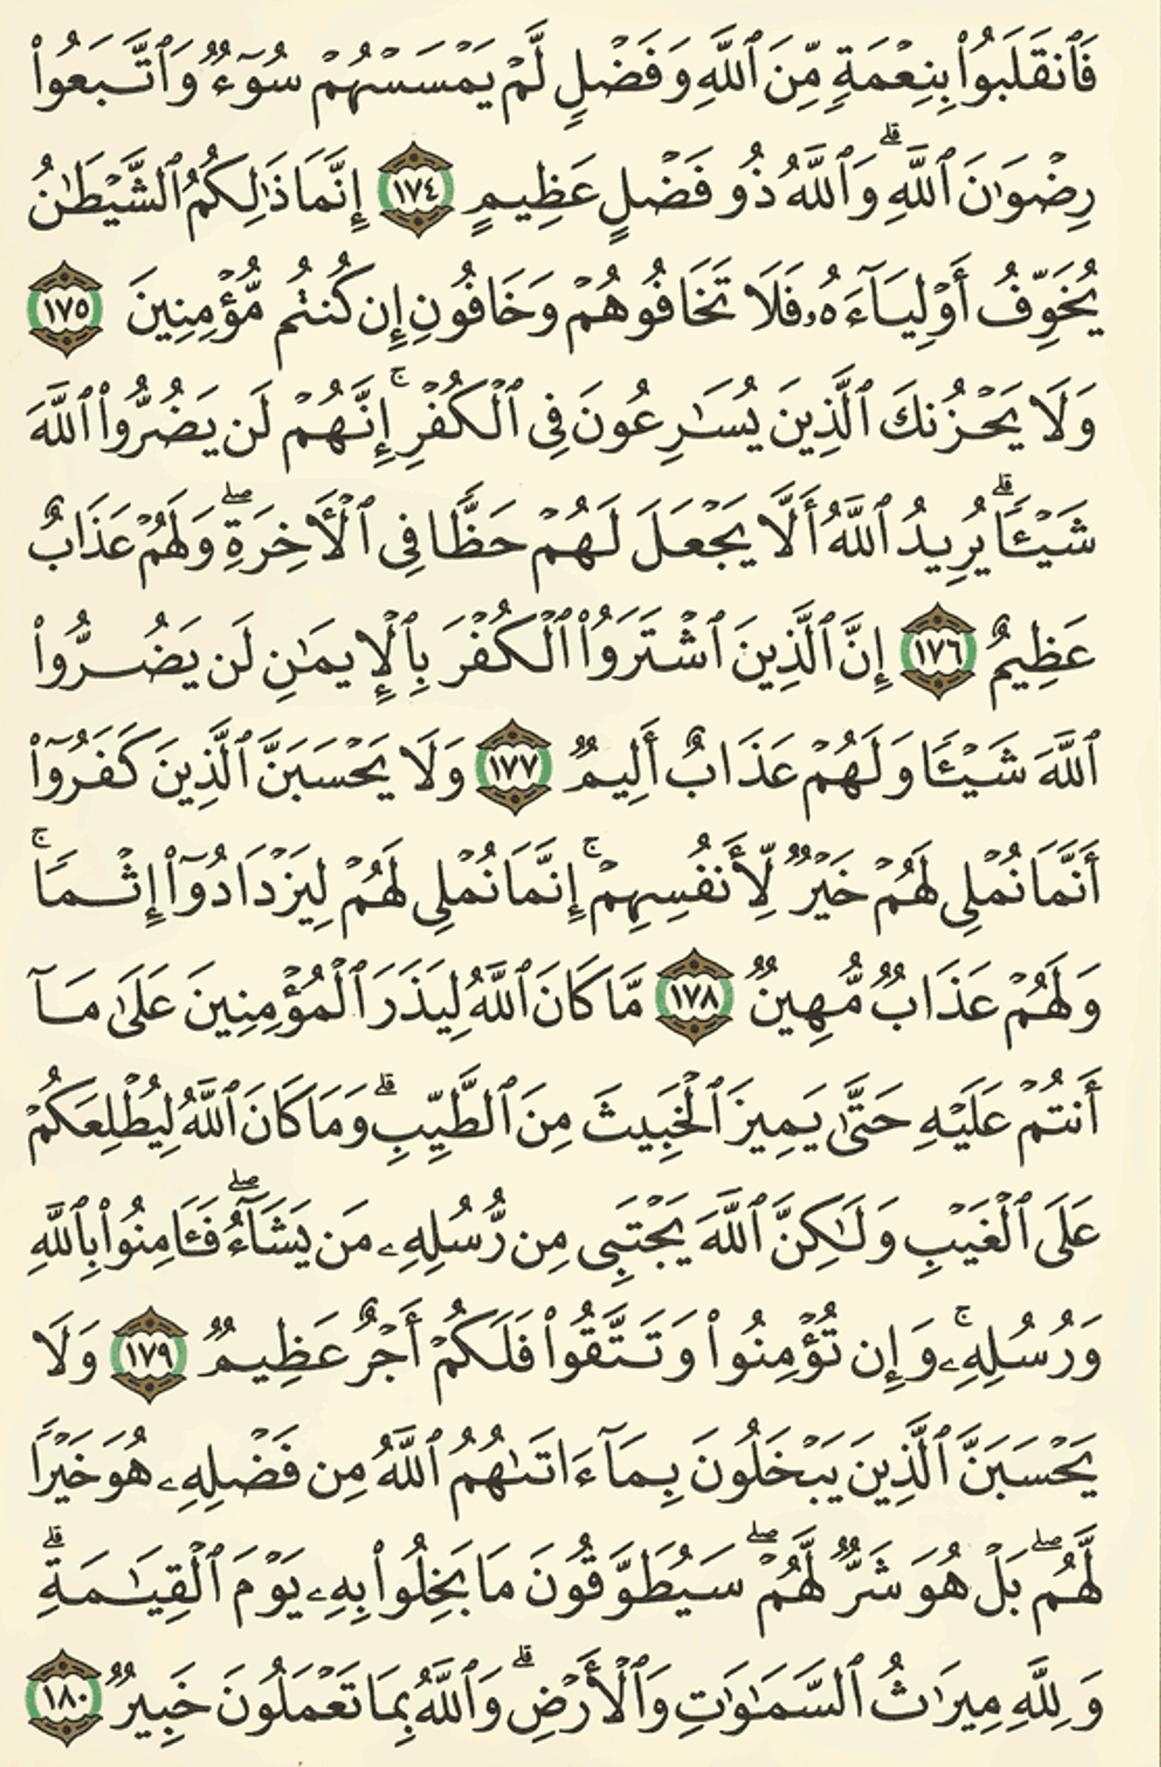 فَٱنقَلَبُوا۟ بِنِعْمَةٍ مِّنَ ٱللَّهِ وَفَضْلٍ لَّمْ يَمْسَسْهُمْ سُوٓءٌ وَٱتَّبَعُوا۟
رِضْوَٰنَ ٱللَّهِ ۗ وَٱللَّهُ ذُو فَضْلٍ عَظِيمٍ ١٧٤ إِنَّمَا ذَٰلِكُمُ ٱلشَّيْطَٰنُ
يُخَوِّفُ أَوْلِيَآءَهُۥ فَلَا تَخَافُوهُمْ وَخَافُونِ إِن كُنتُم مُّؤْمِنِينَ ١٧٥
وَلَا يَحْزُنكَ ٱلَّذِينَ يُسَٰرِعُونَ فِى ٱلْكُفْرِ ۚ إِنَّهُمْ لَن يَضُرُّوا۟ ٱللَّهَ
شَيْـًٔا ۗ يُرِيدُ ٱللَّهُ أَلَّا يَجْعَلَ لَهُمْ حَظًّا فِى ٱلْـَٔاخِرَةِ ۖ وَلَهُمْ عَذَابٌ
عَظِيمٌ ١٧٦ إِنَّ ٱلَّذِينَ ٱشْتَرَوُا۟ ٱلْكُفْرَ بِٱلْإِيمَٰنِ لَن يَضُرُّوا۟
ٱللَّهَ شَيْـًٔا وَلَهُمْ عَذَابٌ أَلِيمٌ ١٧٧ وَلَا يَحْسَبَنَّ ٱلَّذِينَ كَفَرُوٓا۟
أَنَّمَا نُمْلِى لَهُمْ خَيْرٌ لِّأَنفُسِهِمْ ۚ إِنَّمَا نُمْلِى لَهُمْ لِيَزْدَادُوٓا۟ إِثْمًا ۚ
وَلَهُمْ عَذَابٌ مُّهِينٌ ١٧٨ مَّا كَانَ ٱللَّهُ لِيَذَرَ ٱلْمُؤْمِنِينَ عَلَىٰ مَآ
أَنتُمْ عَلَيْهِ حَتَّىٰ يَمِيزَ ٱلْخَبِيثَ مِنَ ٱلطَّيِّبِ ۗ وَمَا كَانَ ٱللَّهُ لِيُطْلِعَكُمْ
عَلَى ٱلْغَيْبِ وَلَٰكِنَّ ٱللَّهَ يَجْتَبِى مِن رُّسُلِهِۦ مَن يَشَآءُ ۖ فَـَٔامِنُوا۟ بِٱللَّهِ
وَرُسُلِهِۦ ۚ وَإِن تُؤْمِنُوا۟ وَتَتَّقُوا۟ فَلَكُمْ أَجْرٌ عَظِيمٌ ١٧٩ وَلَا
يَحْسَبَنَّ ٱلَّذِينَ يَبْخَلُونَ بِمَآ ءَاتَىٰهُمُ ٱللَّهُ مِن فَضْلِهِۦ هُوَ خَيْرًا
لَّهُم ۖ بَلْ هُوَ شَرٌّ لَّهُمْ ۖ سَيُطَوَّقُونَ مَا بَخِلُوا۟ بِهِۦ يَوْمَ ٱلْقِيَٰمَةِ ۗ
وَلِلَّهِ مِيرَٰثُ ٱلسَّمَٰوَٰتِ وَٱلْأَرْضِ ۗ وَٱللَّهُ بِمَا تَعْمَلُونَ خَبِيرٌ ١٨٠